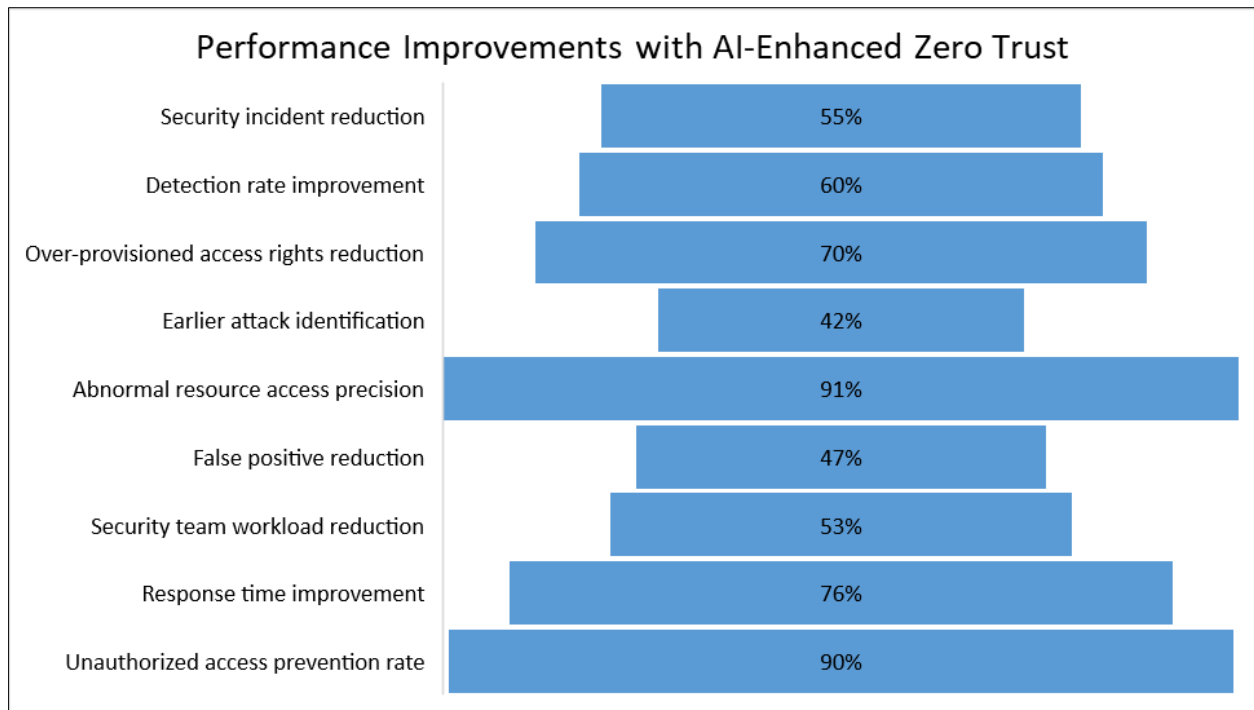 Performance Improvements with AI-Enhanced Zero Trust
Security incident reduction 55%
Detection rate improvement 60%
Over-provisioned access rights reduction 70%
Earlier attack identification 42%
Abnormal resource access precision 91%
False positive reduction 47%
Security team workload reduction 53%
Response time improvement 76%
Unauthorized access prevention rate 90%